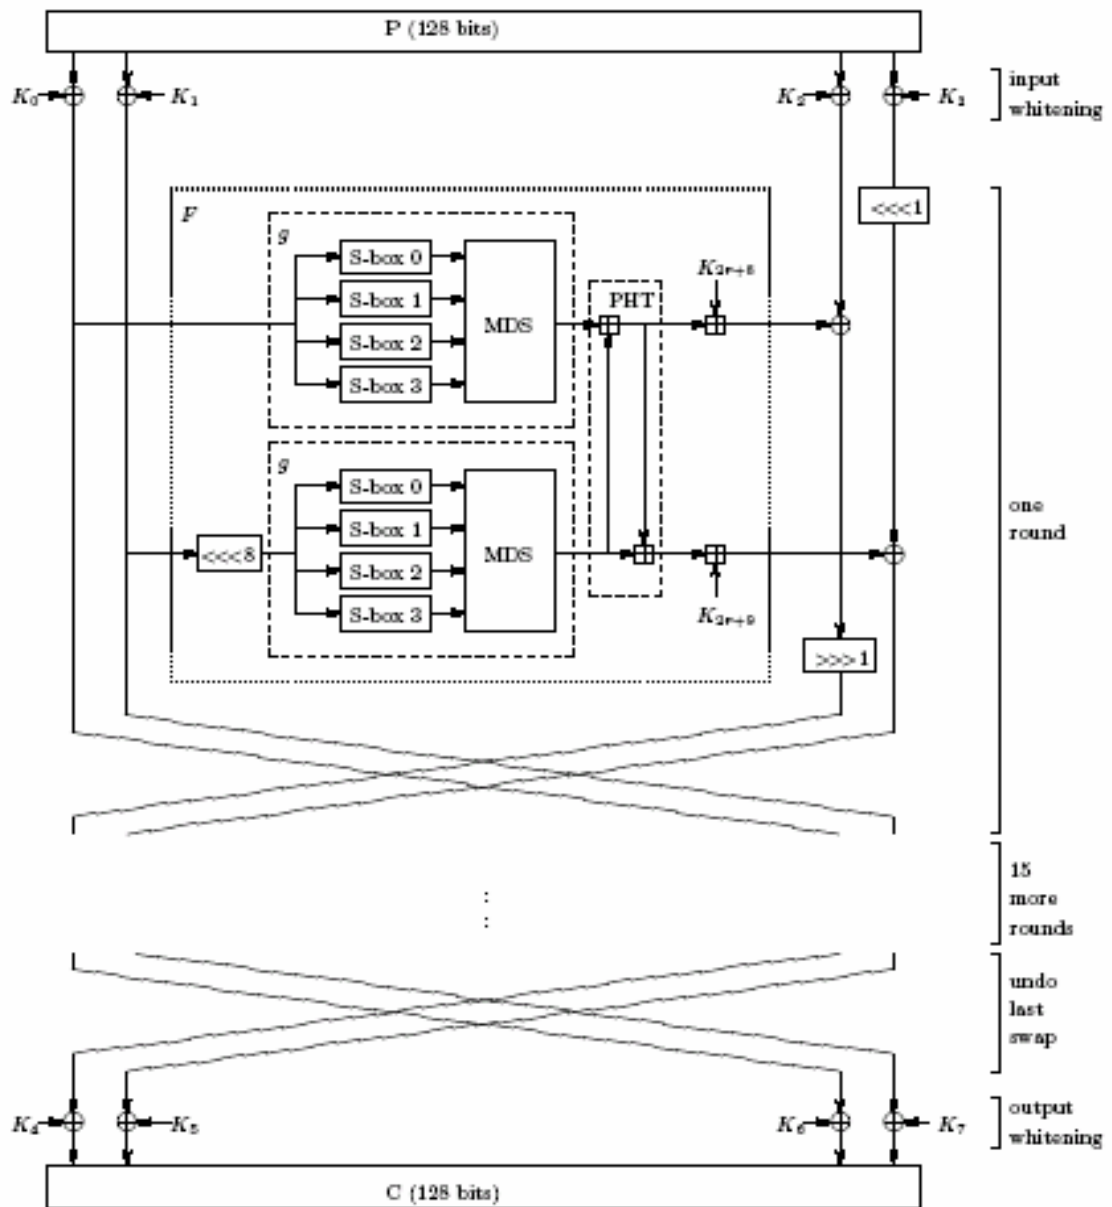 P (128 bits)
K₀ K₁ K₂ K₃
input
whitening
<<<1
F
g
S-box 0
S-box 1
S-box 2
S-box 3
MDS
PHT
K₂ᵣ₊₈
g
S-box 0
S-box 1
S-box 2
S-box 3
MDS
<<<8
K₂ᵣ₊₉
>>>1
one
round
15
more
rounds
undo
last
swap
K₄ K₅ K₆ K₇
output
whitening
C (128 bits)